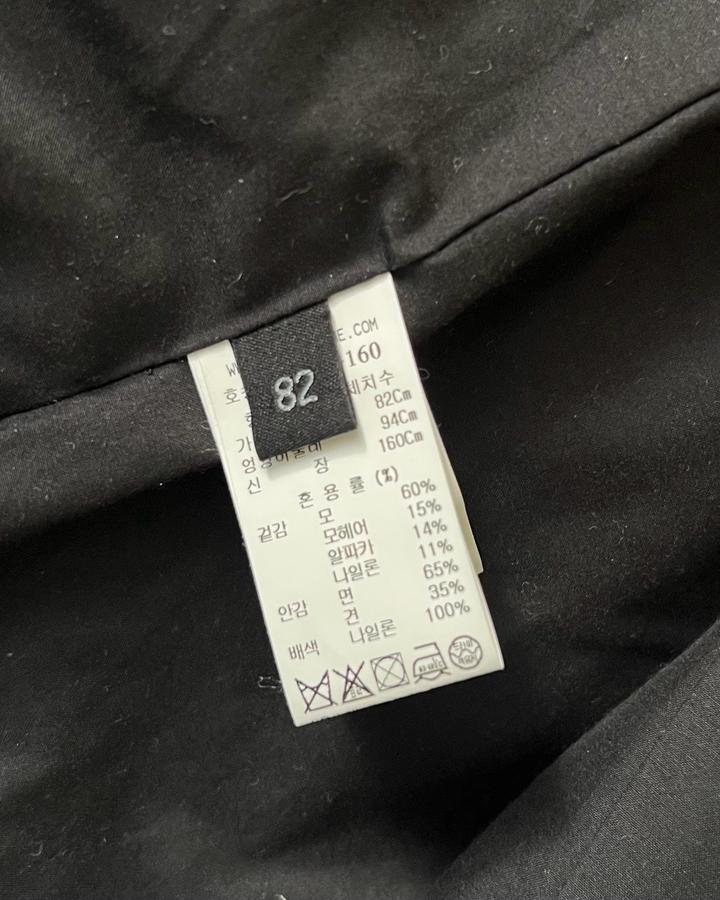 82
E.COM
160
체치수
82Cm
94Cm
160Cm
신 장
혼 용 률 (%)
겉감 모 60%
모헤어 15%
알파카 14%
나일론 11%
안감 면 65%
견 35%
배색 나일론 100%